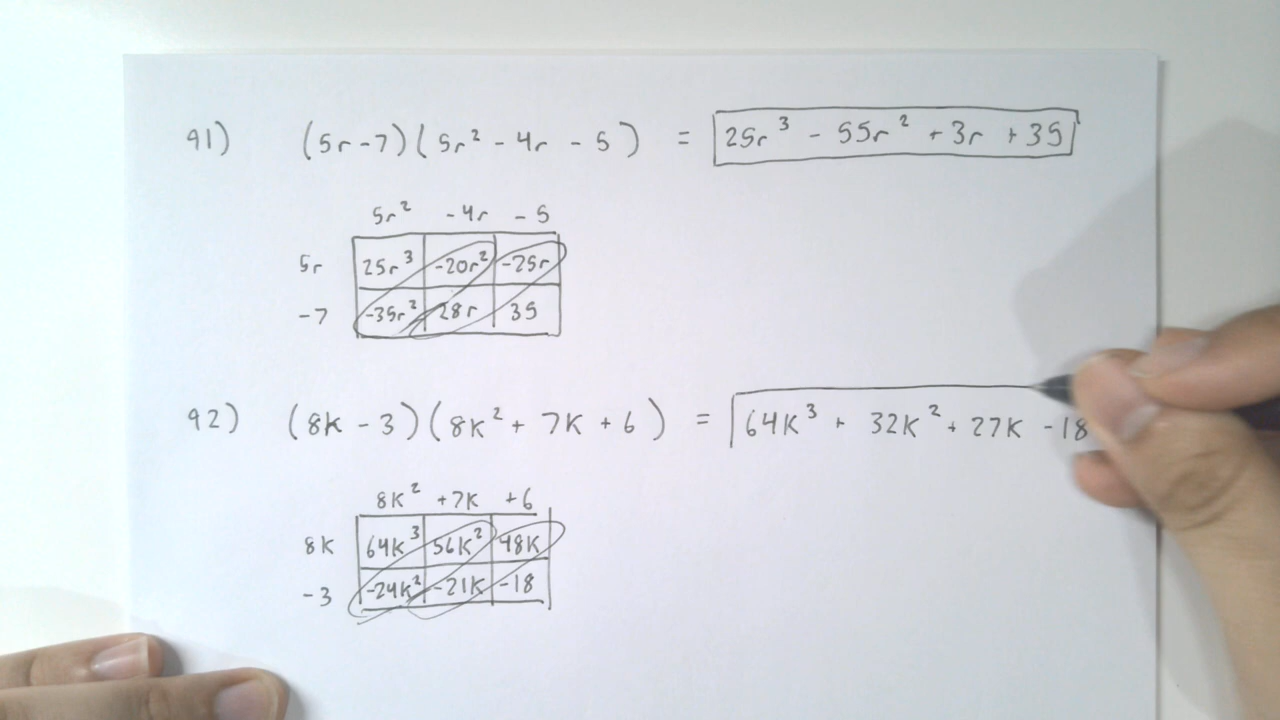 91) (5r-7)(5r² - 4r - 5) = 25r³ - 55r² + 3r + 35
5r² -4r -5
5r 25r³ -20r² -25r
-7 -35r² 28r 35
92) (8k - 3)(8k² + 7k + 6) = 64k³ + 32k² + 27k - 18
8k² +7k +6
8k 64k³ 56k² 48k
-3 -24k² -21k -18